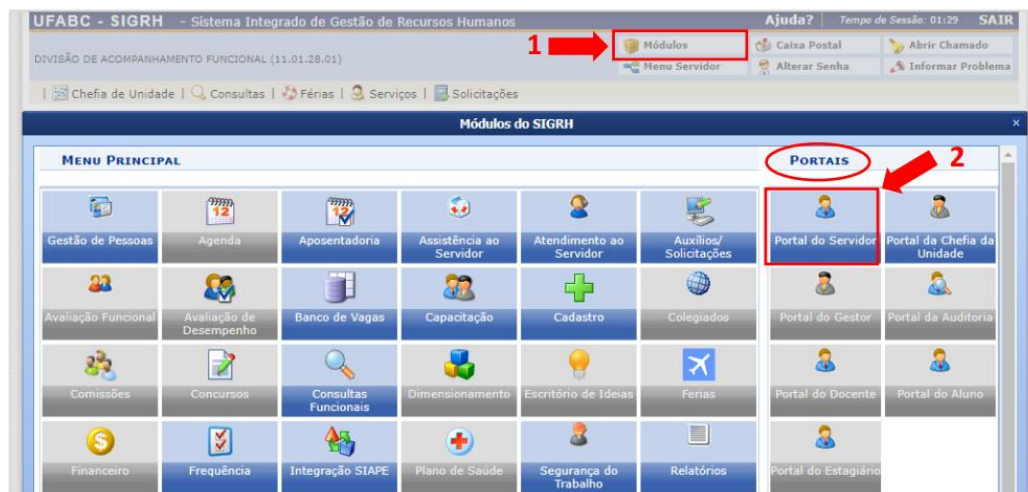 UFABC - SIGRH - Sistema Integrado de Gestão de Recursos Humanos Ajuda? Tempo de Sessão: 01:29 SAIR
DIVISÃO DE ACOMPANHAMENTO FUNCIONAL (11.01.28.01) 1 Módulos Caixa Postal Abrir Chamado
Menu Servidor Alterar Senha Informar Problema
| Chefia de Unidade | Consultas | Férias | Serviços | Solicitações
Módulos do SIGRH ×
MENU PRINCIPAL PORTAIS 2
Gestão de Pessoas Agenda Aposentadoria Assistência ao Servidor Atendimento ao Servidor Auxílios/ Solicitações Portal do Servidor Portal da Chefia da Unidade
Avaliação Funcional Avaliação de Desempenho Banco de Vagas Capacitação Cadastro Colegiados Portal do Gestor Portal da Auditoria
Comissões Concursos Consultas Funcionais Dimensionamento Escritório de Ideias Ferias Portal do Docente Portal do Aluno
Financeiro Frequência Integração SIAPE Plano de Saúde Segurança do Trabalho Relatórios Portal do Estagiário